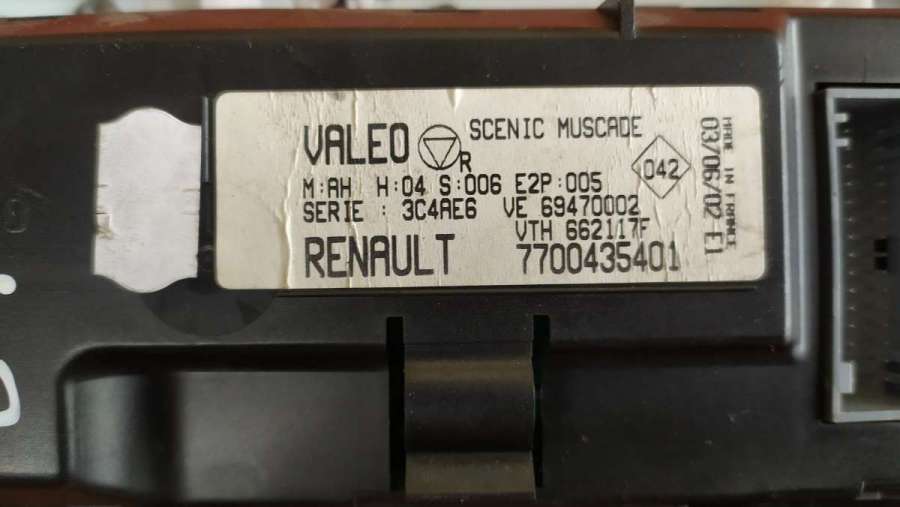 VALEO R SCENIC MUSCADE
042
M:AH H:04 S:006 E2P:005
SERIE : 3C4AE6 VE 69470002
VTH 662117F
RENAULT 7700435401
MADE IN FRANCE
03/06/02 E1